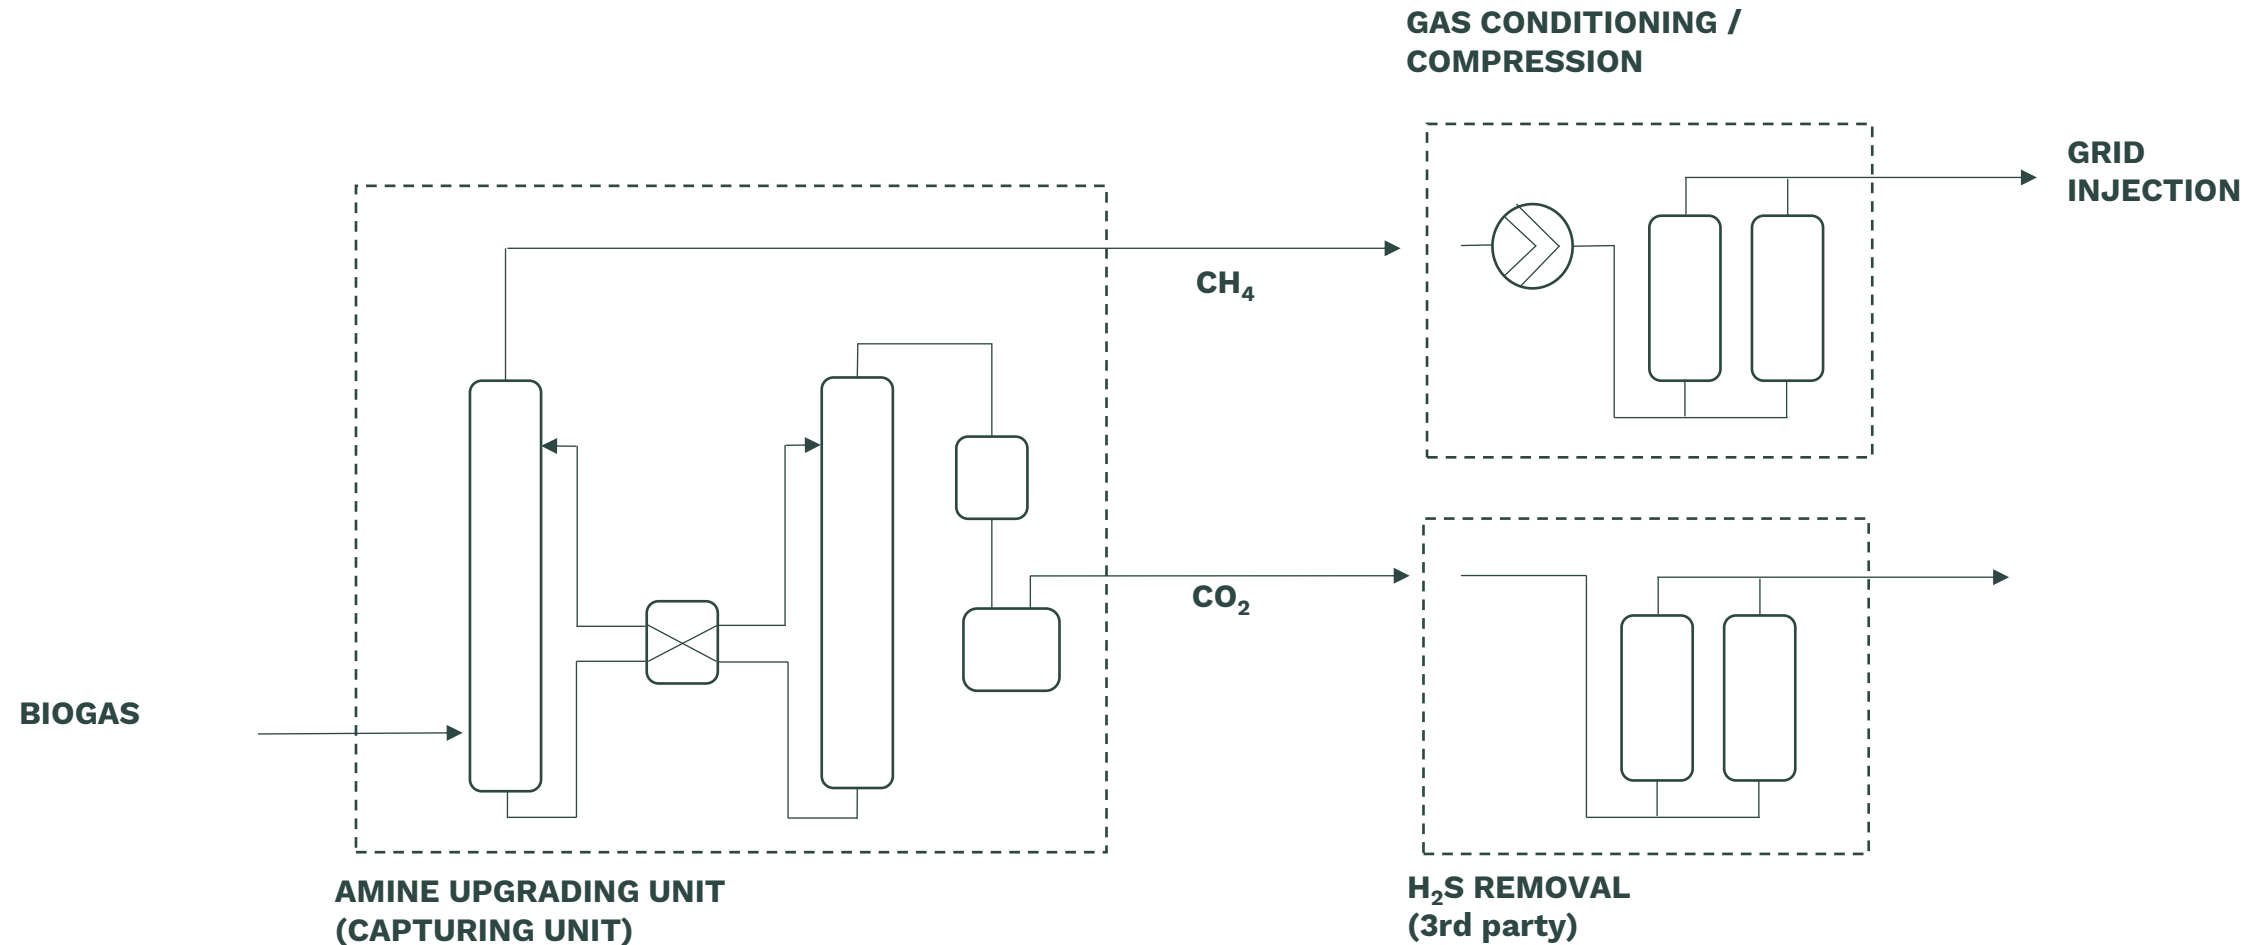 GAS CONDITIONING /
COMPRESSION
GRID
INJECTION
CH₄
CO₂
BIOGAS
AMINE UPGRADING UNIT
(CAPTURING UNIT)
H₂S REMOVAL
(3rd party)